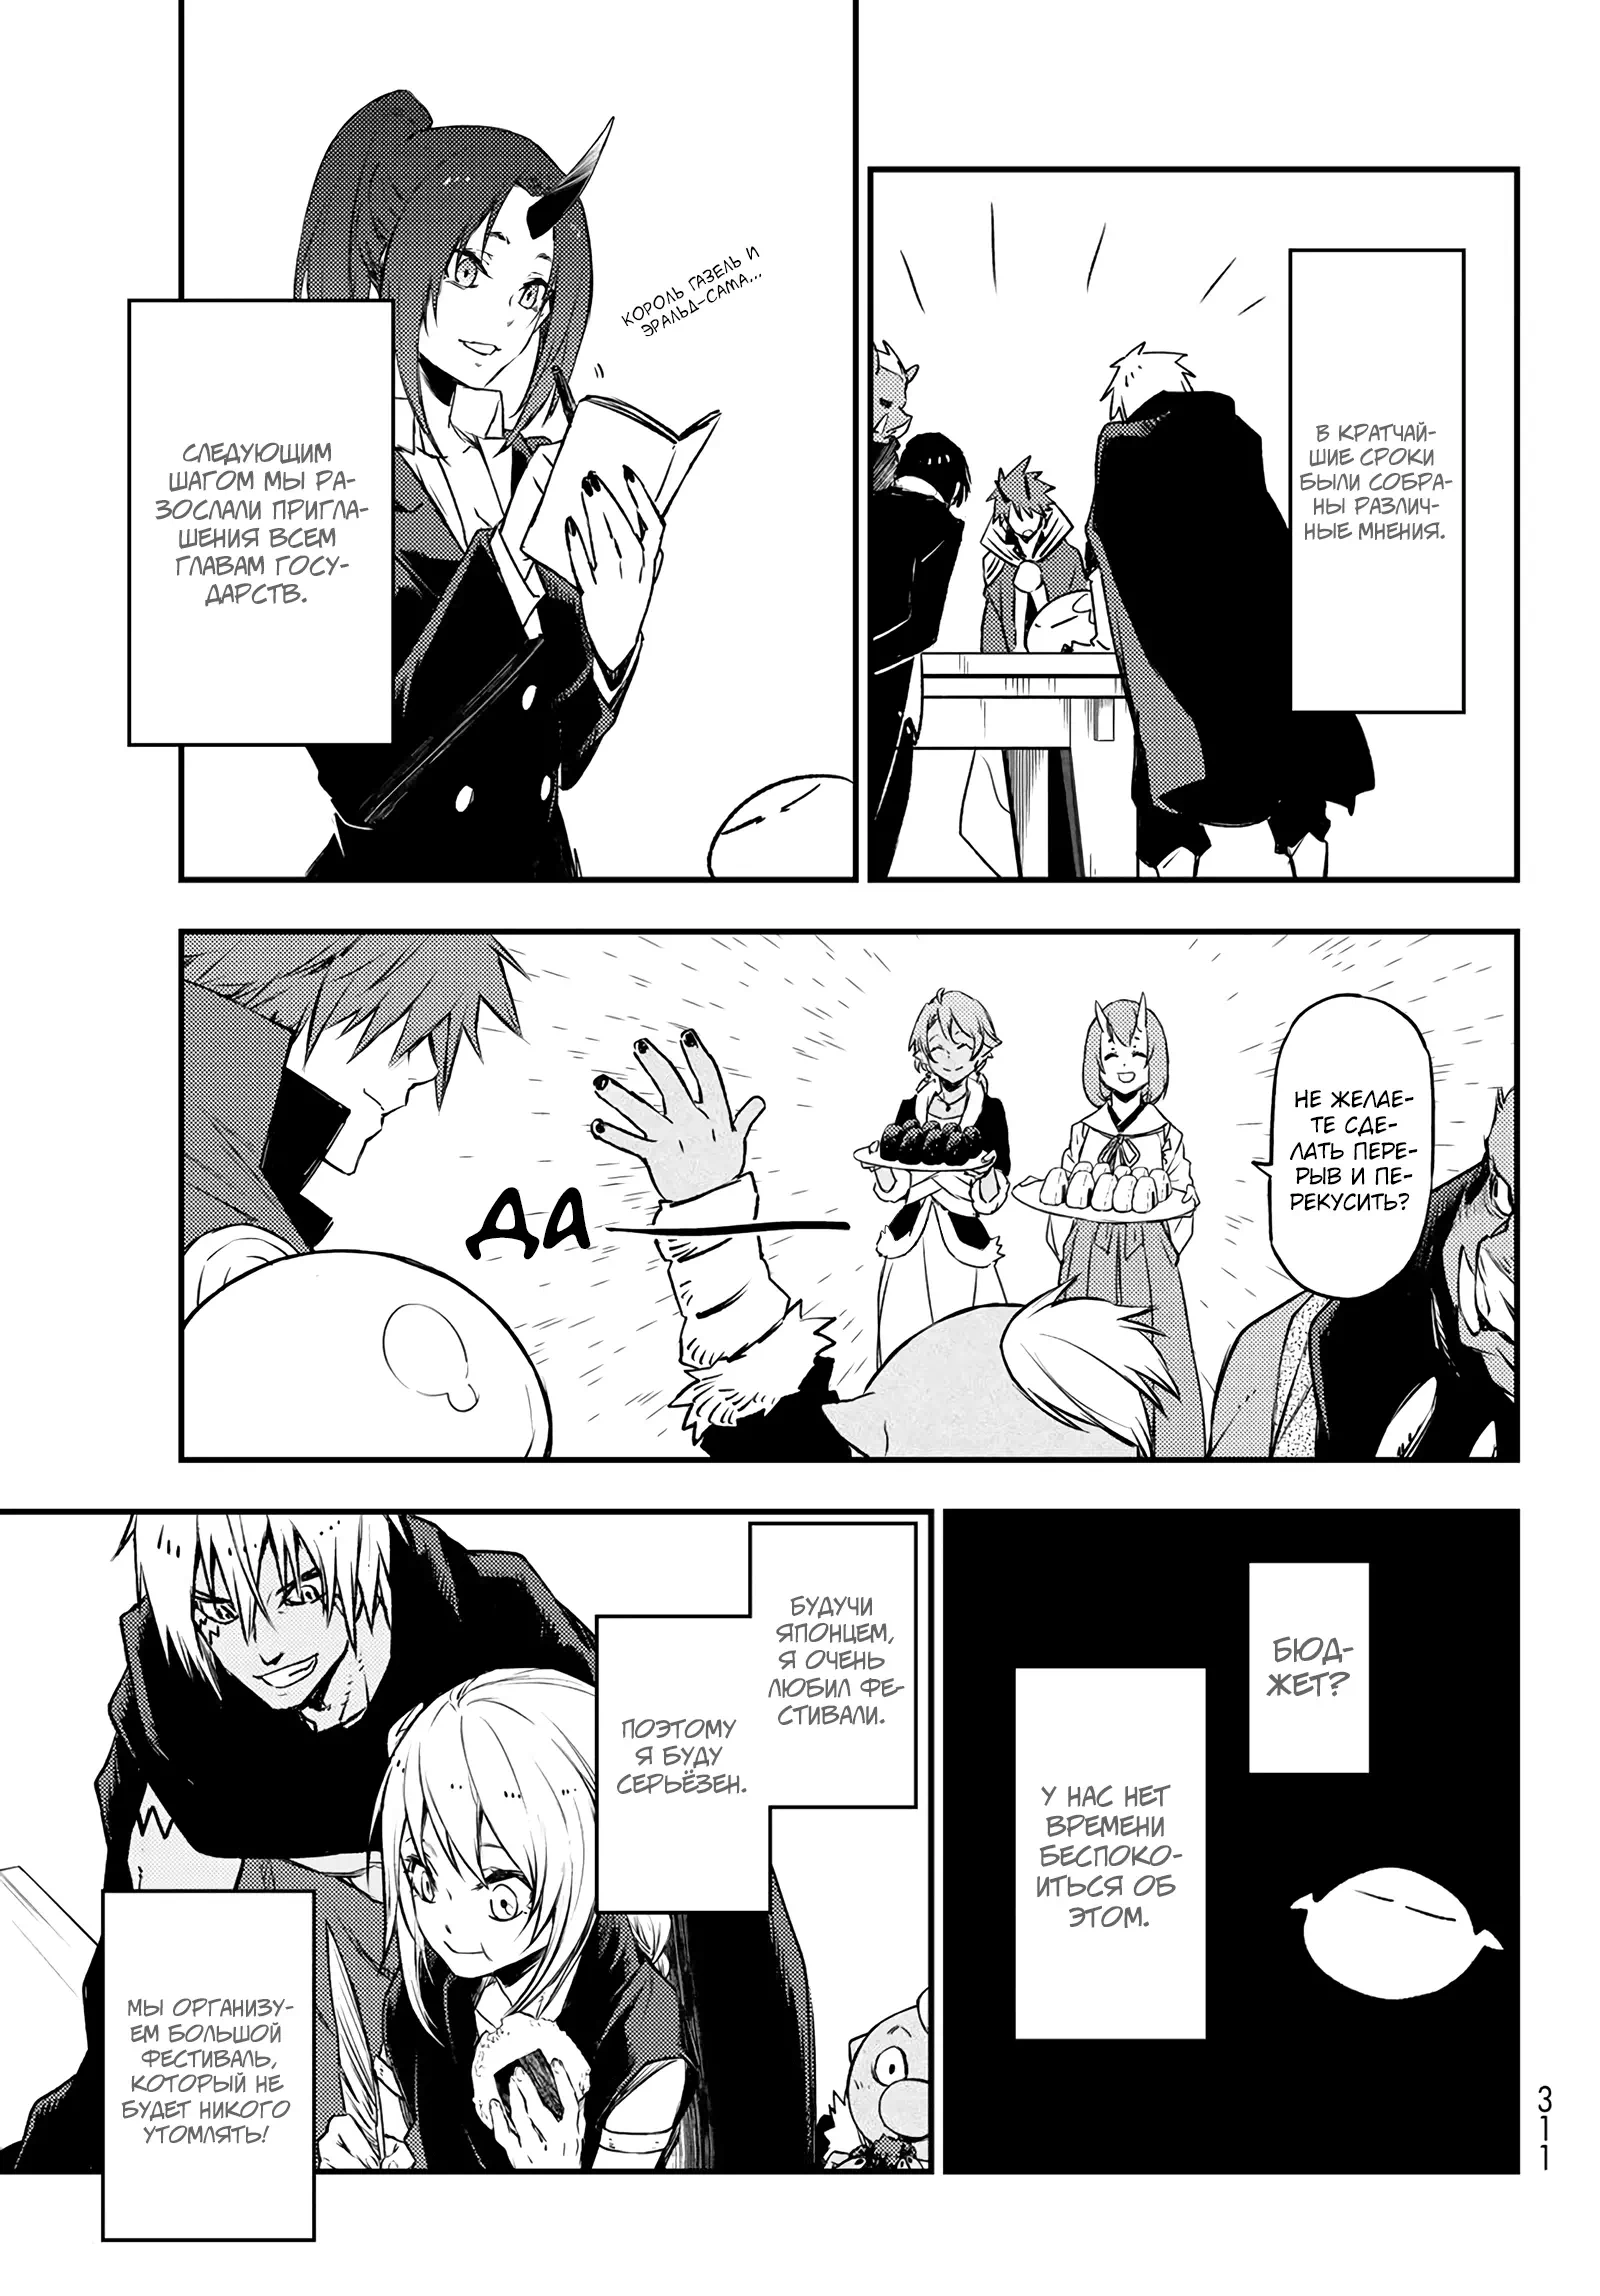 В КРАТЧАЙ-
ШИЕ СРОКИ
БЫЛИ СОБРА-
НЫ РАЗЛИЧ-
НЫЕ МНЕНИЯ.
КОРОЛЬ ГАЗЕЛЬ И
ЭРАЛЬД-САМА...
СЛЕДУЮЩИМ
ШАГОМ МЫ РА-
ЗОСЛАЛИ ПРИГЛА-
ШЕНИЯ ВСЕМ
ГЛАВАМ ГОСУ-
ДАРСТВ.
НЕ ЖЕЛАЕ-
ТЕ СДЕ-
ЛАТЬ ПЕРЕ-
РЫВ И ПЕ-
РЕКУСИТЬ?
ДА—
БЮД-
ЖЕТ?
У НАС НЕТ
ВРЕМЕНИ
БЕСПОКО-
ИТЬСЯ ОБ
ЭТОМ.
БУДУЧИ
ЯПОНЦЕМ,
Я ОЧЕНЬ
ЛЮБИЛ ФЕ-
СТИВАЛИ.
ПОЭТОМУ
Я БУДУ
СЕРЬЁЗЕН.
МЫ ОРГАНИЗУ-
ЕМ БОЛЬШОЙ
ФЕСТИВАЛЬ,
КОТОРЫЙ НЕ
БУДЕТ НИКОГО
УТОМЛЯТЬ!
311